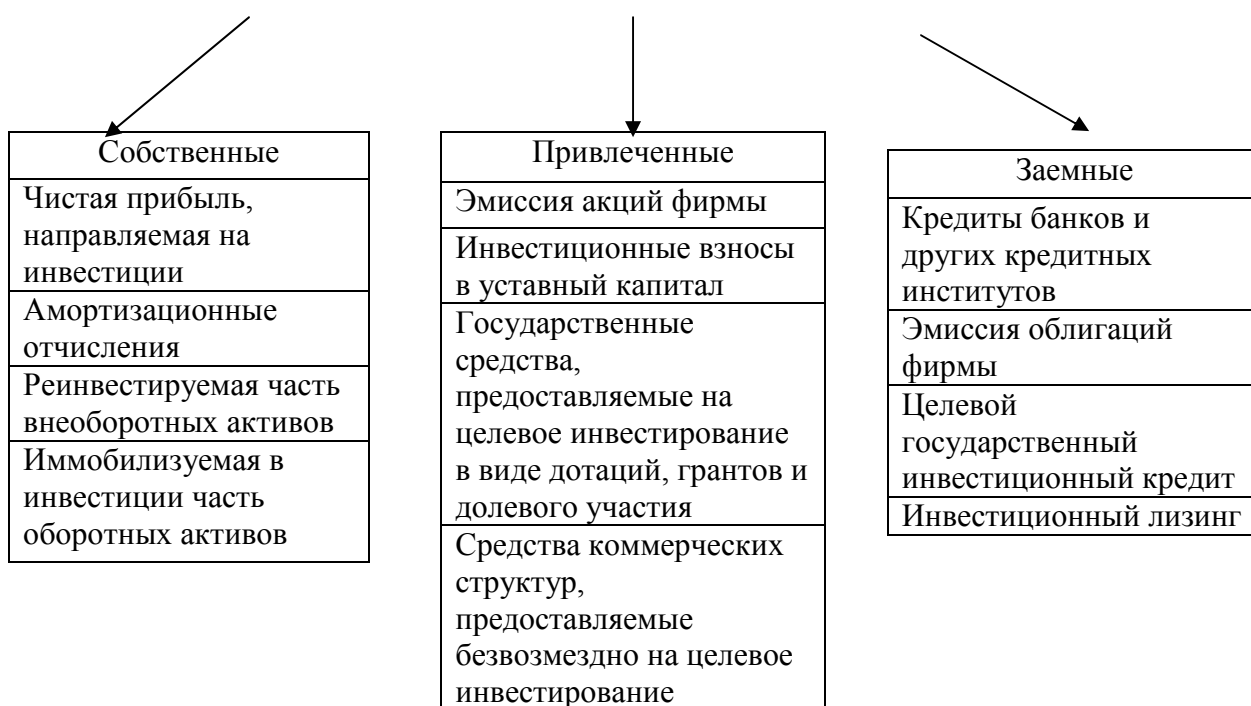 Собственные
Чистая прибыль,
направляемая на
инвестиции
Амортизационные
отчисления
Реинвестируемая часть
внеоборотных активов
Иммобилизуемая в
инвестиции часть
оборотных активов
Привлеченные
Эмиссия акций фирмы
Инвестиционные взносы
в уставный капитал
Государственные
средства,
предоставляемые на
целевое инвестирование
в виде дотаций, грантов и
долевого участия
Средства коммерческих
структур,
предоставляемые
безвозмездно на целевое
инвестирование
Заемные
Кредиты банков и
других кредитных
институтов
Эмиссия облигаций
фирмы
Целевой
государственный
инвестиционный кредит
Инвестиционный лизинг